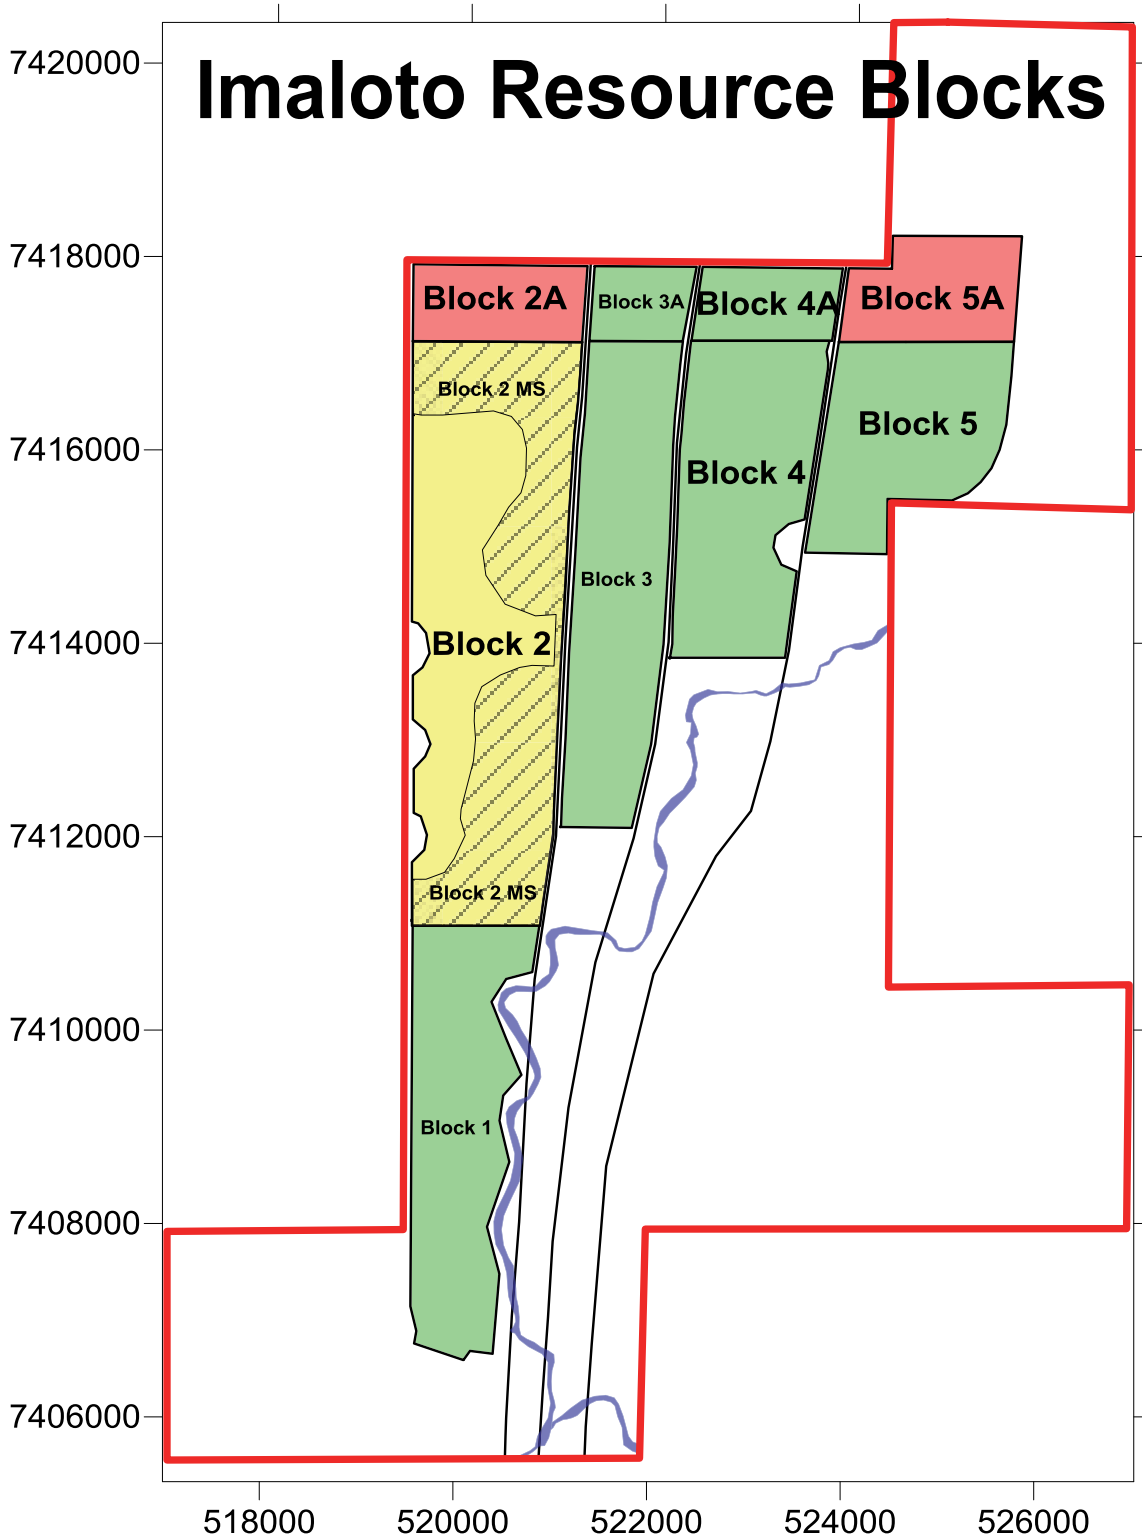 Imaloto Resource Blocks
7420000
7418000
7416000
7414000
7412000
7410000
7408000
7406000
Block 2A
Block 3A
Block 4A
Block 5A
Block 2 MS
Block 5
Block 4
Block 3
Block 2
Block 2 MS
Block 1
518000
520000
522000
524000
526000